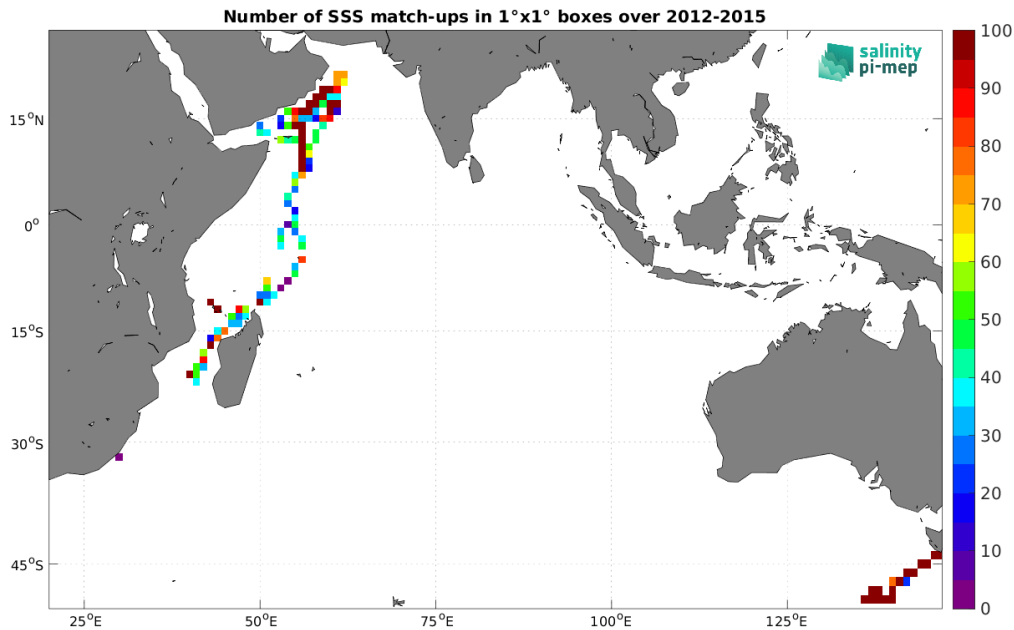 Number of SSS match-ups in 1°x1° boxes over 2012-2015
salinity
pi-mep
100
90
80
70
60
50
40
30
20
10
0
15°N
0°
15°S
30°S
45°S
25°E
50°E
75°E
100°E
125°E